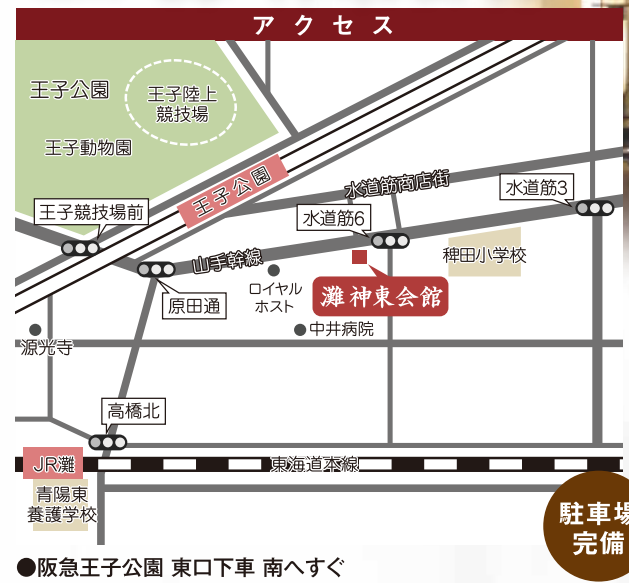 アクセス
王子公園
王子陸上
競技場
王子動物園
王子公園
水道筋商店街
水道筋3
王子競技場前
水道筋6
山手幹線
稗田小学校
ロイヤル
ホスト
灘神東会館
原田通
中井病院
源光寺
高橋北
JR灘
東海道本線
青陽東
養護学校
駐車場
完備
●阪急王子公園 東口下車 南へすぐ